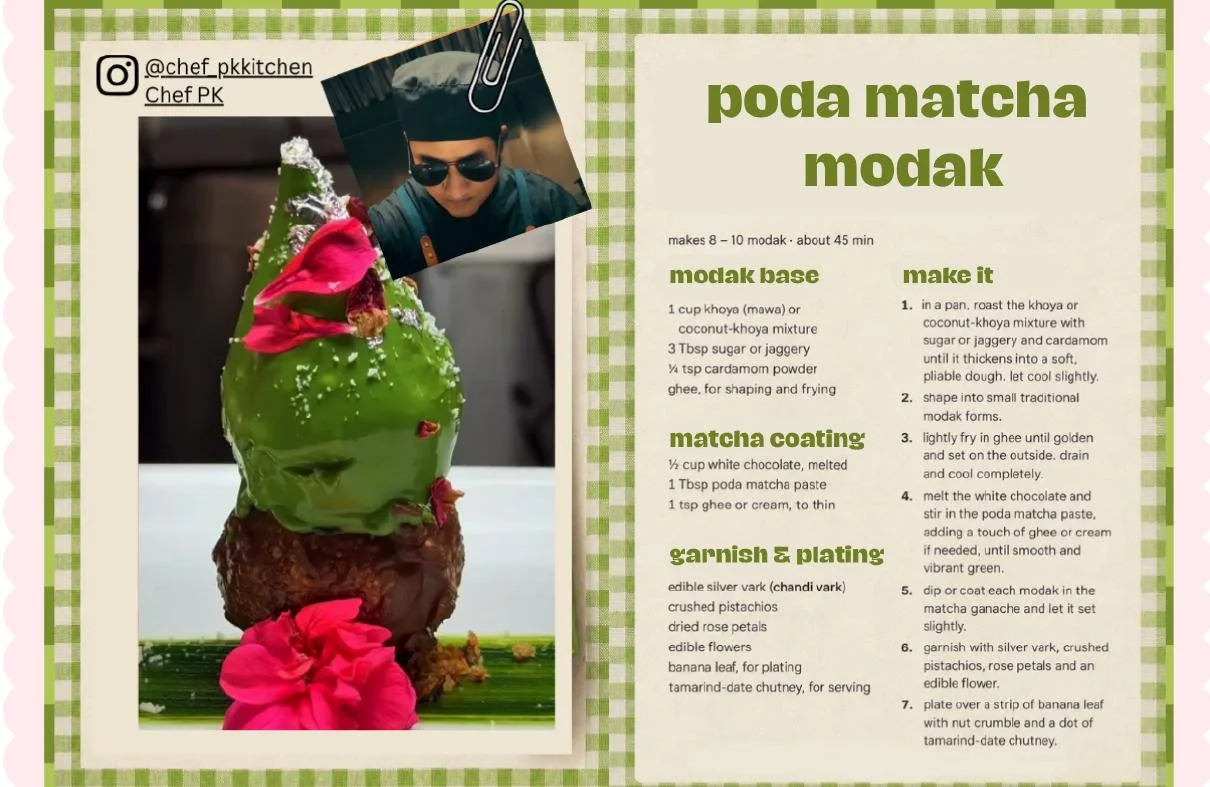 @chef_pkkitchen
Chef PK
poda matcha
modak
makes 8 – 10 modak · about 45 min
modak base
1 cup khoya (mawa) or
coconut-khoya mixture
3 Tbsp sugar or jaggery
¼ tsp cardamom powder
ghee, for shaping and frying
matcha coating
½ cup white chocolate, melted
1 Tbsp poda matcha paste
1 tsp ghee or cream, to thin
garnish & plating
edible silver vark (chandi vark)
crushed pistachios
dried rose petals
edible flowers
banana leaf, for plating
tamarind-date chutney, for serving
make it
1. in a pan, roast the khoya or
coconut-khoya mixture with
sugar or jaggery and cardamom
until it thickens into a soft,
pliable dough. let cool slightly.
2. shape into small traditional
modak forms.
3. lightly fry in ghee until golden
and set on the outside. drain
and cool completely.
4. melt the white chocolate and
stir in the poda matcha paste,
adding a touch of ghee or cream
if needed, until smooth and
vibrant green.
5. dip or coat each modak in the
matcha ganache and let it set
slightly.
6. garnish with silver vark, crushed
pistachios, rose petals and an
edible flower.
7. plate over a strip of banana leaf
with nut crumble and a dot of
tamarind-date chutney.